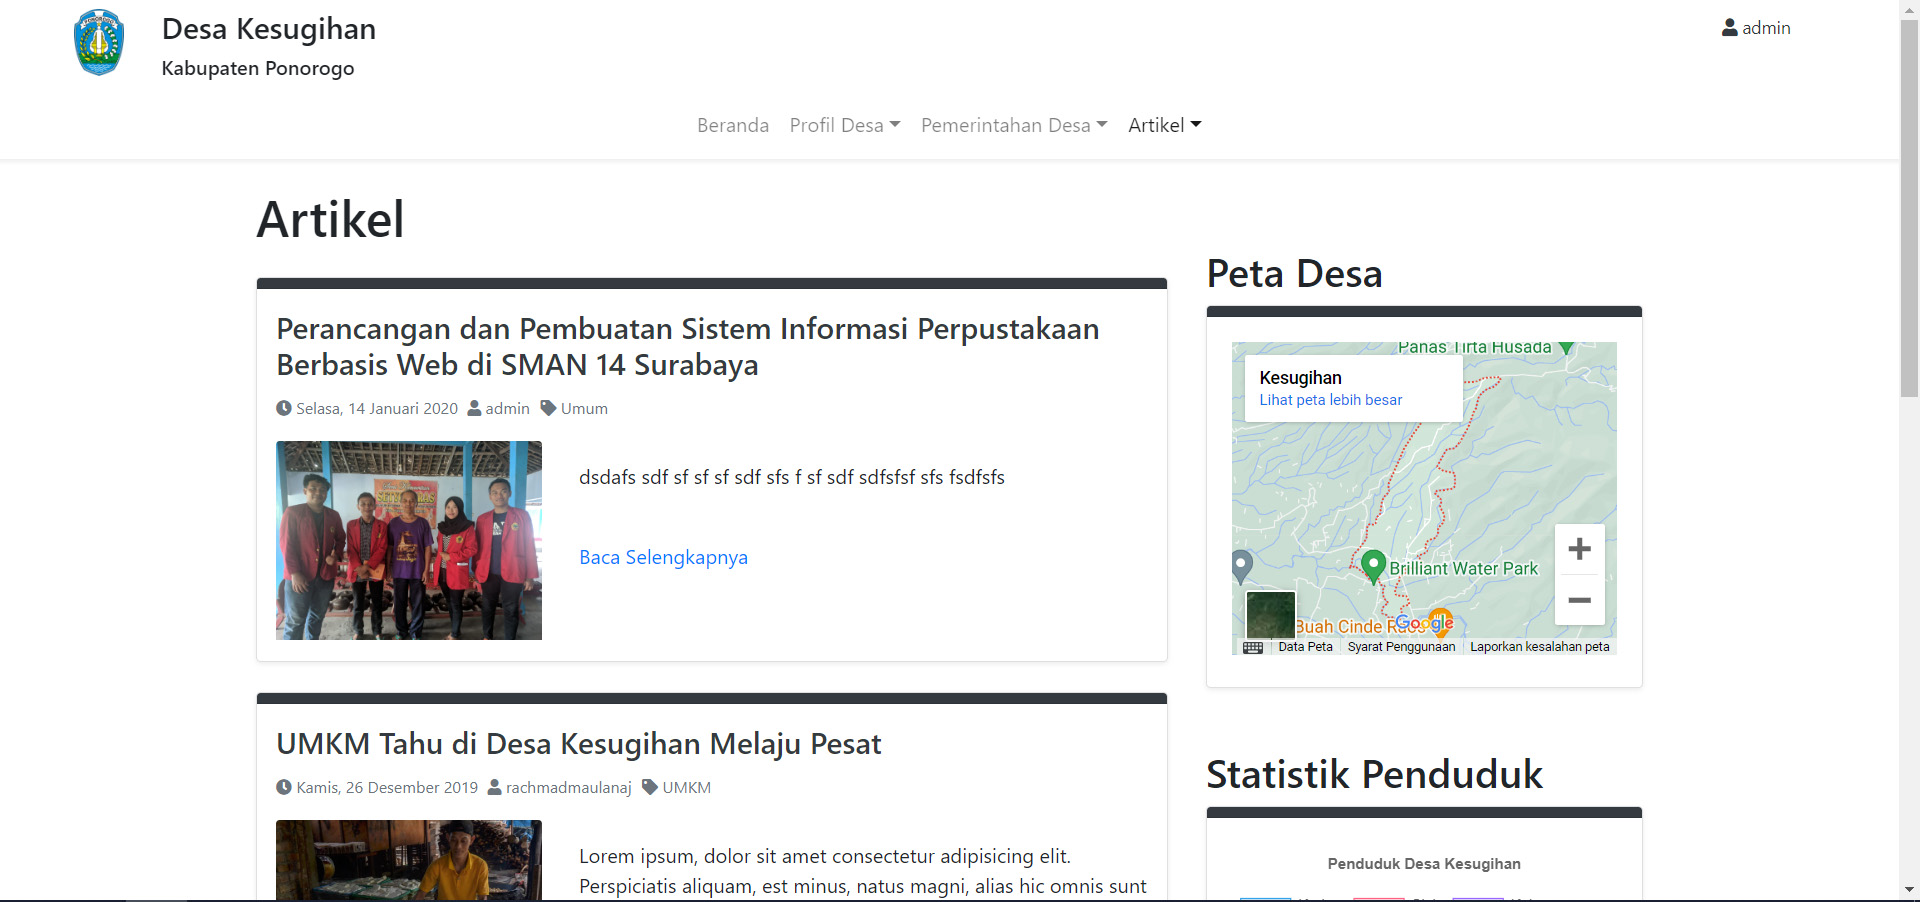 Desa Kesugihan
Kabupaten Ponorogo
admin
Beranda Profil Desa Pemerintahan Desa Artikel
Artikel
Perancangan dan Pembuatan Sistem Informasi Perpustakaan
Berbasis Web di SMAN 14 Surabaya
Selasa, 14 Januari 2020 admin Umum
dsdafs sdf sf sf sf sdf sfs f sf sdf sdfsfsf sfs fsdfsfs
Baca Selengkapnya
UMKM Tahu di Desa Kesugihan Melaju Pesat
Kamis, 26 Desember 2019 rachmadmaulanaj UMKM
Lorem ipsum, dolor sit amet consectetur adipisicing elit.
Perspiciatis aliquam, est minus, natus magni, alias hic omnis sunt
Peta Desa
Panas Tirta Husada
Kesugihan
Lihat peta lebih besar
Brilliant Water Park
Buah Cinde
Google
Data Peta Syarat Penggunaan Laporkan kesalahan peta
Statistik Penduduk
Penduduk Desa Kesugihan